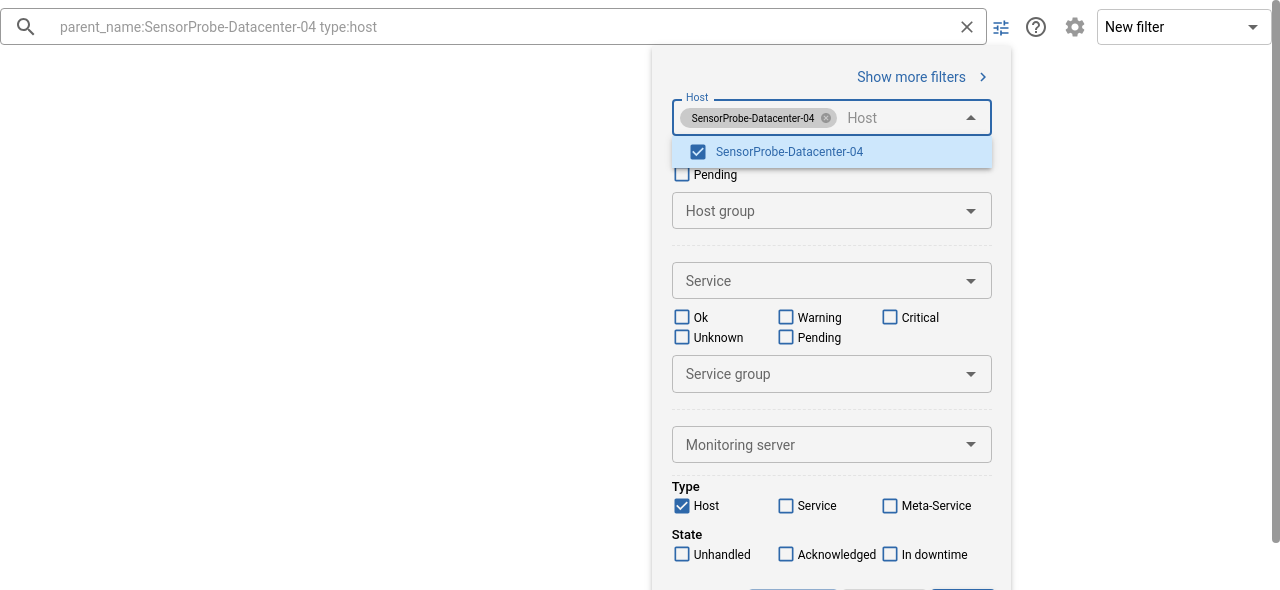 parent_name:SensorProbe-Datacenter-04 type:host
New filter
Show more filters
Host
SensorProbe-Datacenter-04 Host
SensorProbe-Datacenter-04
Pending
Host group
Service
Ok Warning Critical
Unknown Pending
Service group
Monitoring server
Type
Host Service Meta-Service
State
Unhandled Acknowledged In downtime